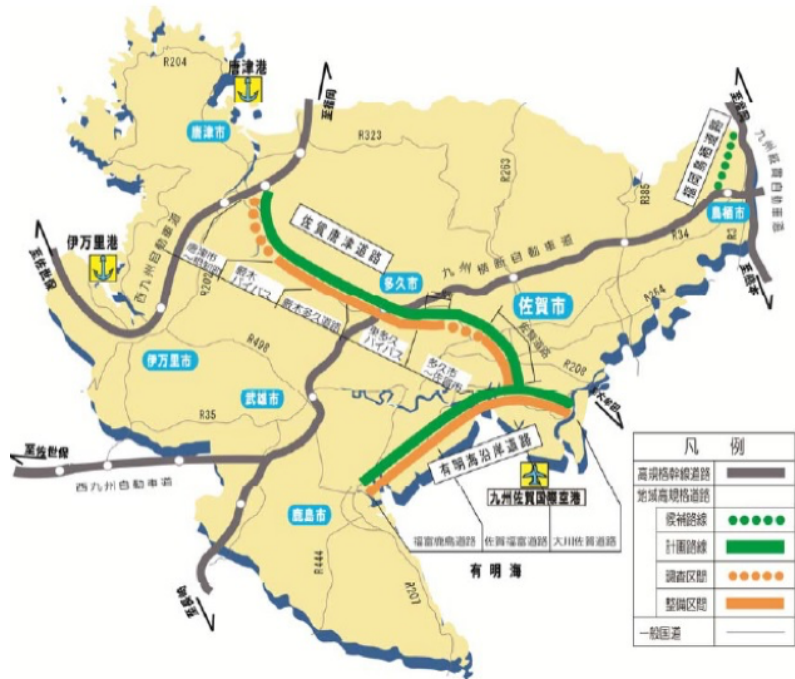 R204
唐津港
至福岡
唐津市
R323
R263
R385
至福岡
九州縦貫自動車道
福岡鳥栖道路
鳥栖市
R34
R3
至熊本
伊万里港
至佐世保
西九州自動車道
佐賀唐津道路
唐津市
厳木
バイパス
厳木多久道路
多久市
九州横断自動車道
佐賀市
R264
R202
東多久
バイパス
多久市
~佐賀市
佐賀道路
R208
至大牟田
伊万里市
R498
武雄市
R35
至佐世保
西九州自動車道
有明海沿岸道路
九州佐賀国際空港
鹿島市
福富鹿島道路
佐賀福富道路
大川佐賀道路
有明海
R444
R207
至長崎
凡例
高規格幹線道路
地域高規格道路
候補路線
計画路線
調査区間
整備区間
一般国道